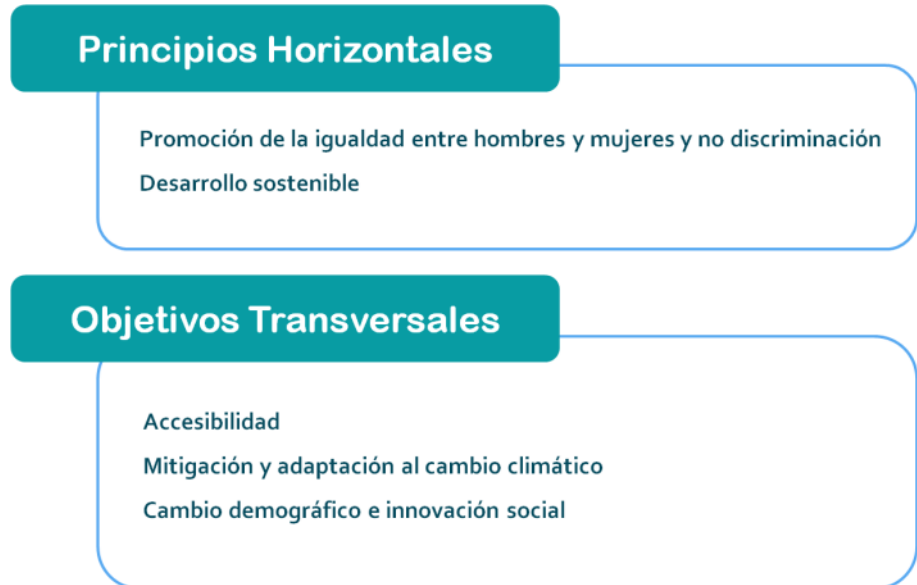 Principios Horizontales
Promoción de la igualdad entre hombres y mujeres y no discriminación
Desarrollo sostenible
Objetivos Transversales
Accesibilidad
Mitigación y adaptación al cambio climático
Cambio demográfico e innovación social